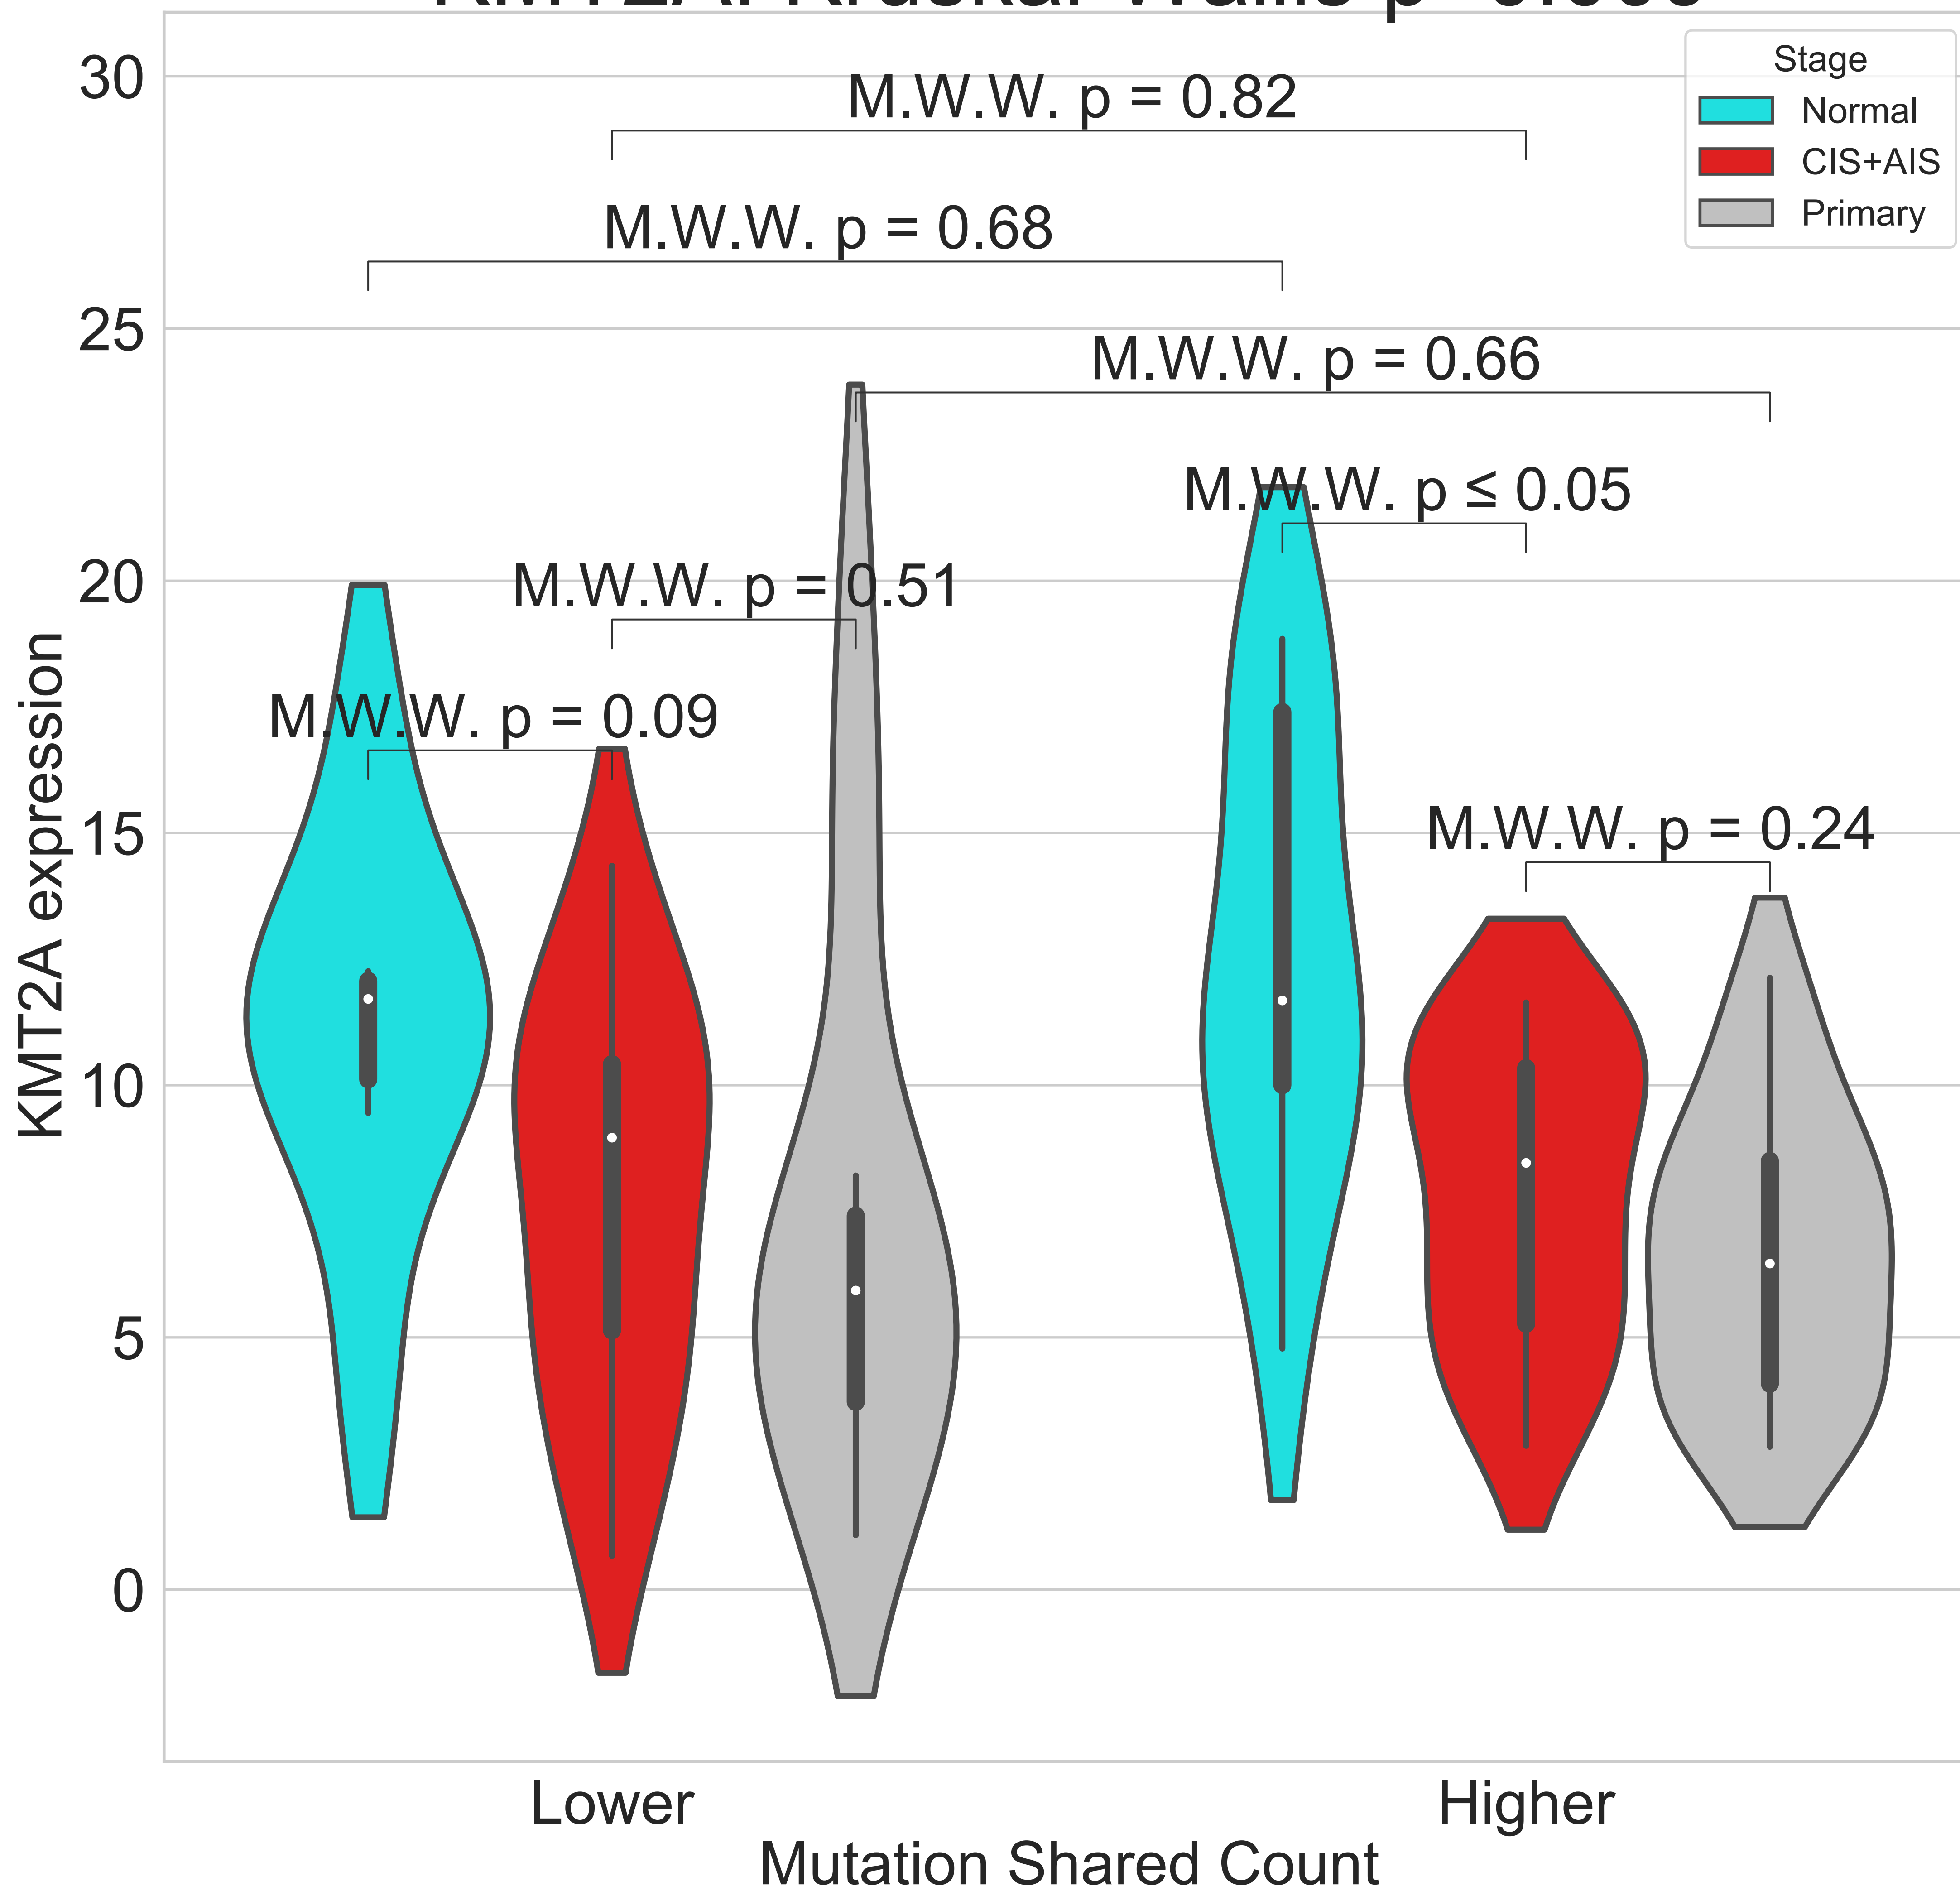 30
25
20
15
10
5
0
KMT2A expression
M.W.W. p = 0.82
M.W.W. p = 0.68
M.W.W. p = 0.66
M.W.W. p ≤ 0.05
M.W.W. p = 0.51
M.W.W. p = 0.09
M.W.W. p = 0.24
Stage
Normal
CIS+AIS
Primary
Lower
Higher
Mutation Shared Count